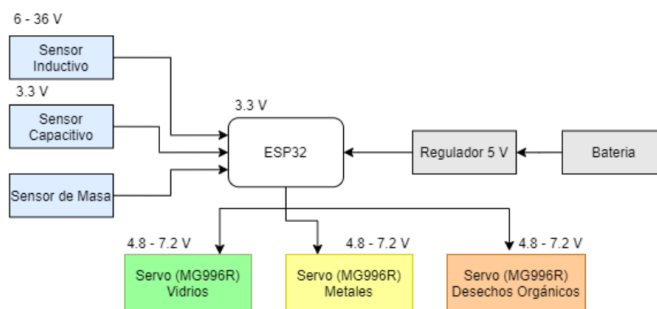 6 - 36 V
Sensor
Inductivo
3.3 V
Sensor
Capacitivo
Sensor de Masa
3.3 V
ESP32
Regulador 5 V
Bateria
4.8 - 7.2 V
Servo (MG996R)
Vidrios
4.8 - 7.2 V
Servo (MG996R)
Metales
4.8 - 7.2 V
Servo (MG996R)
Desechos Orgánicos